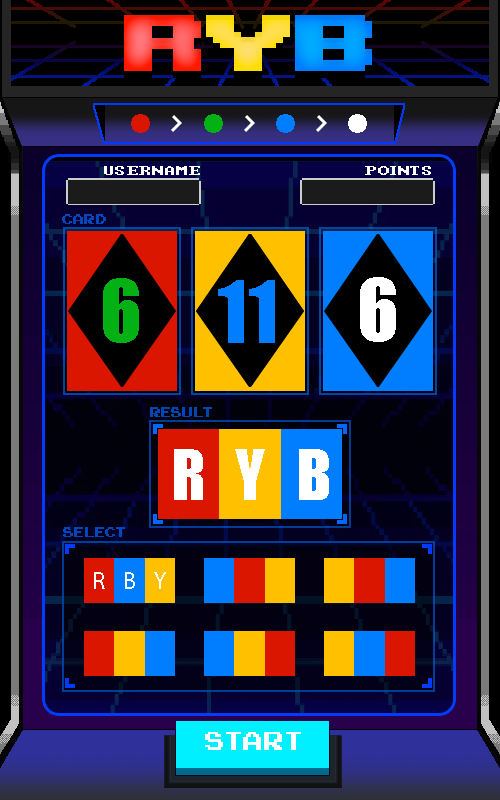 RYB
> > >
USERNAME POINTS
CARD
6 11 6
RESULT
R Y B
SELECT
R B Y
START